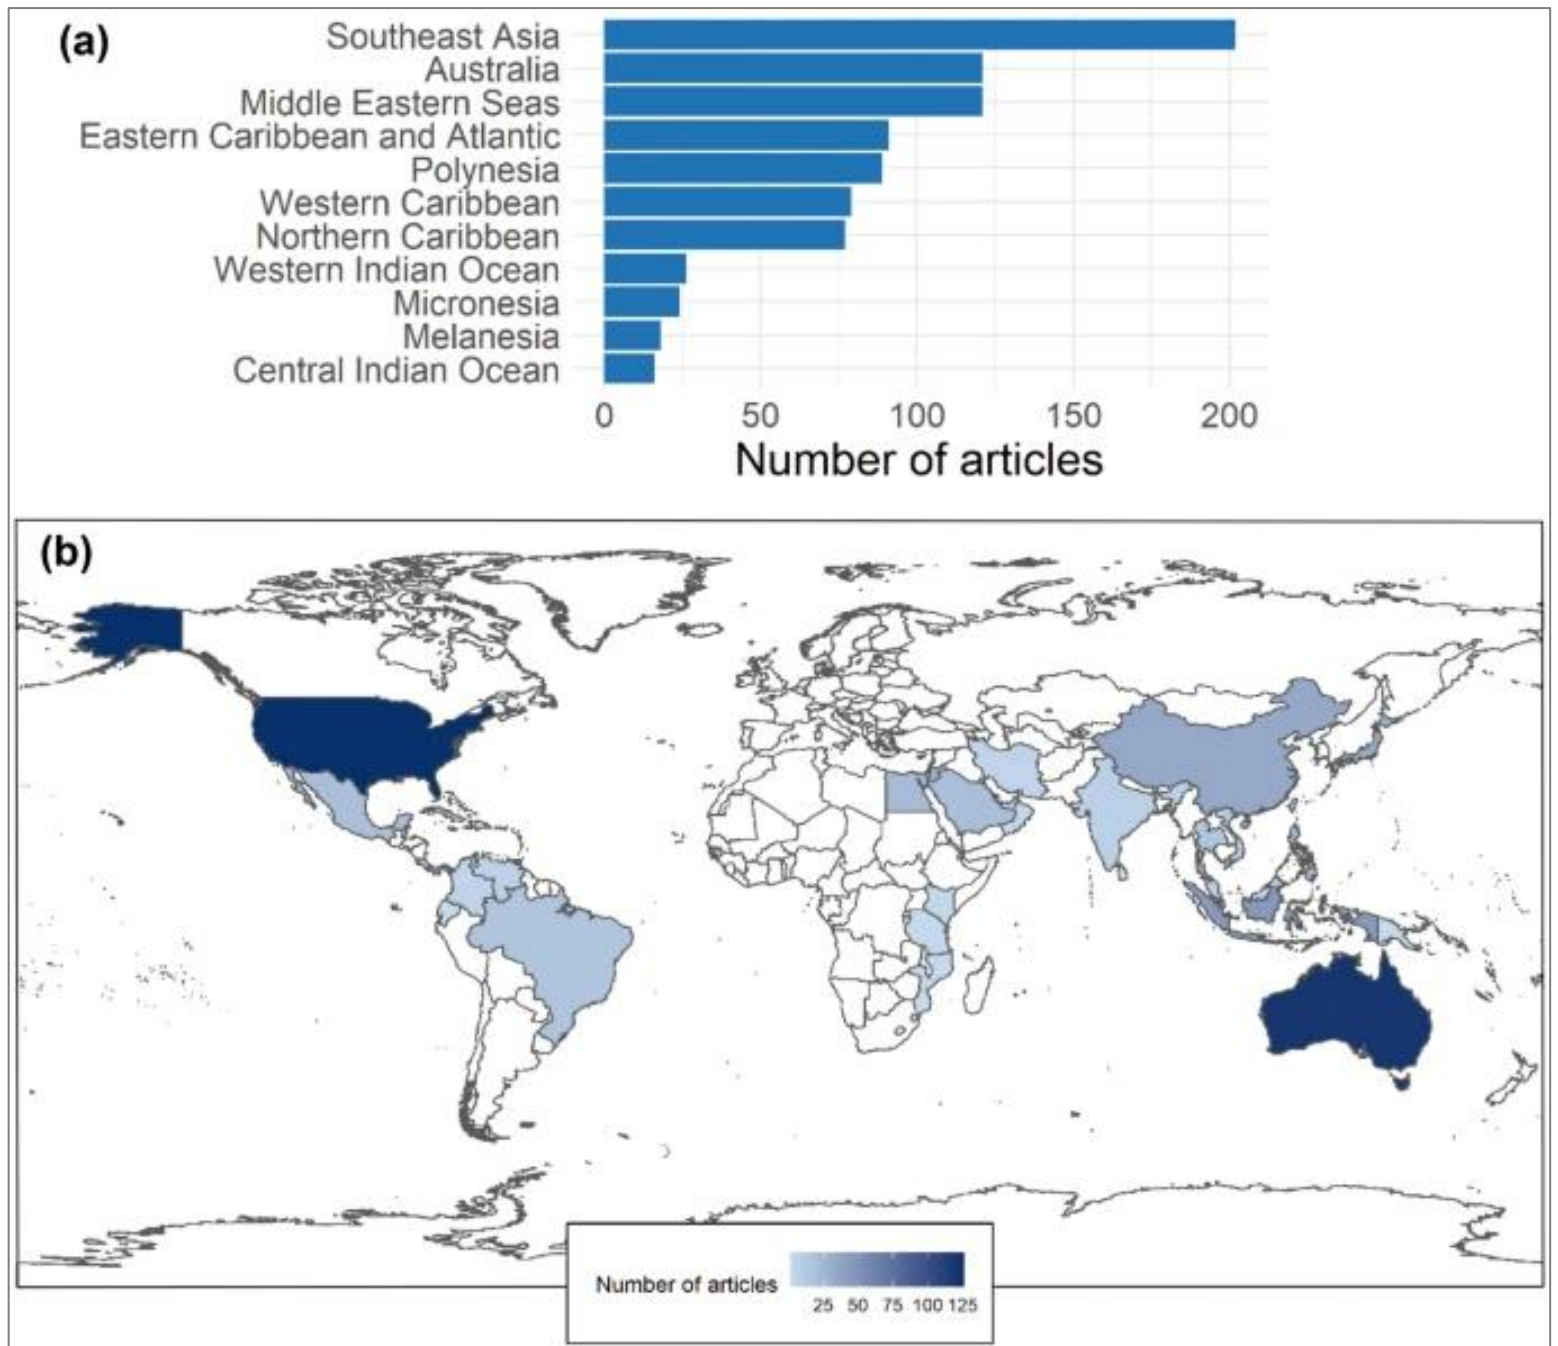 (a)
Southeast Asia
Australia
Middle Eastern Seas
Eastern Caribbean and Atlantic
Polynesia
Western Caribbean
Northern Caribbean
Western Indian Ocean
Micronesia
Melanesia
Central Indian Ocean
0 50 100 150 200
Number of articles
(b)
Number of articles
25 50 75 100 125